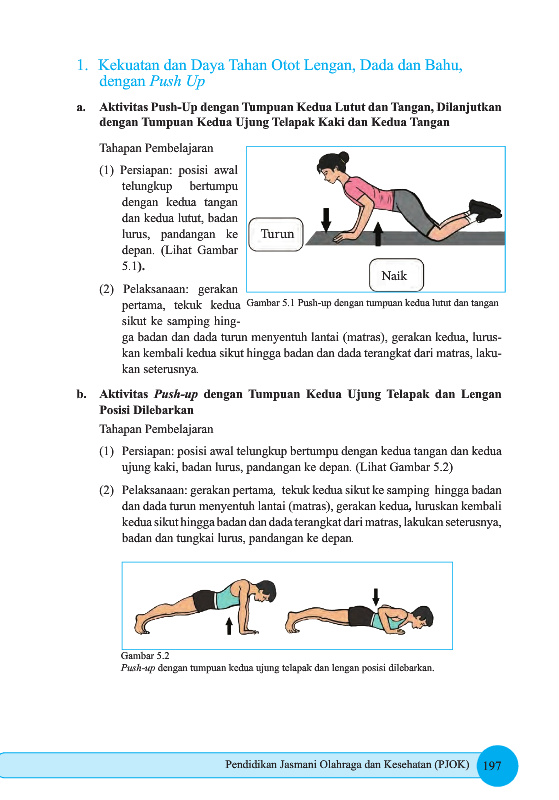 1. Kekuatan dan Daya Tahan Otot Lengan, Dada dan Bahu,
dengan Push Up
a. Aktivitas Push-Up dengan Tumpuan Kedua Lutut dan Tangan, Dilanjutkan
dengan Tumpuan Kedua Ujung Telapak Kaki dan Kedua Tangan
Tahapan Pembelajaran
(1) Persiapan: posisi awal
telungkup bertumpu
dengan kedua tangan
dan kedua lutut, badan
lurus, pandangan ke
depan. (Lihat Gambar
5.1).
(2) Pelaksanaan: gerakan
pertama, tekuk kedua
sikut ke samping hing-
Turun
Naik
Gambar 5.1 Push-up dengan tumpuan kedua lutut dan tangan
ga badan dan dada turun menyentuh lantai (matras), gerakan kedua, lurus-
kan kembali kedua sikut hingga badan dan dada terangkat dari matras, laku-
kan seterusnya.
b. Aktivitas Push-up dengan Tumpuan Kedua Ujung Telapak dan Lengan
Posisi Dilebarkan
Tahapan Pembelajaran
(1) Persiapan: posisi awal telungkup bertumpu dengan kedua tangan dan kedua
ujung kaki, badan lurus, pandangan ke depan. (Lihat Gambar 5.2)
(2) Pelaksanaan: gerakan pertama, tekuk kedua sikut ke samping hingga badan
dan dada turun menyentuh lantai (matras), gerakan kedua, luruskan kembali
kedua sikut hingga badan dan dada terangkat dari matras, lakukan seterusnya,
badan dan tungkai lurus, pandangan ke depan.
Gambar 5.2
Push-up dengan tumpuan kedua ujung telapak dan lengan posisi dilebarkan.
Pendidikan Jasmani Olahraga dan Kesehatan (PJOK) 197